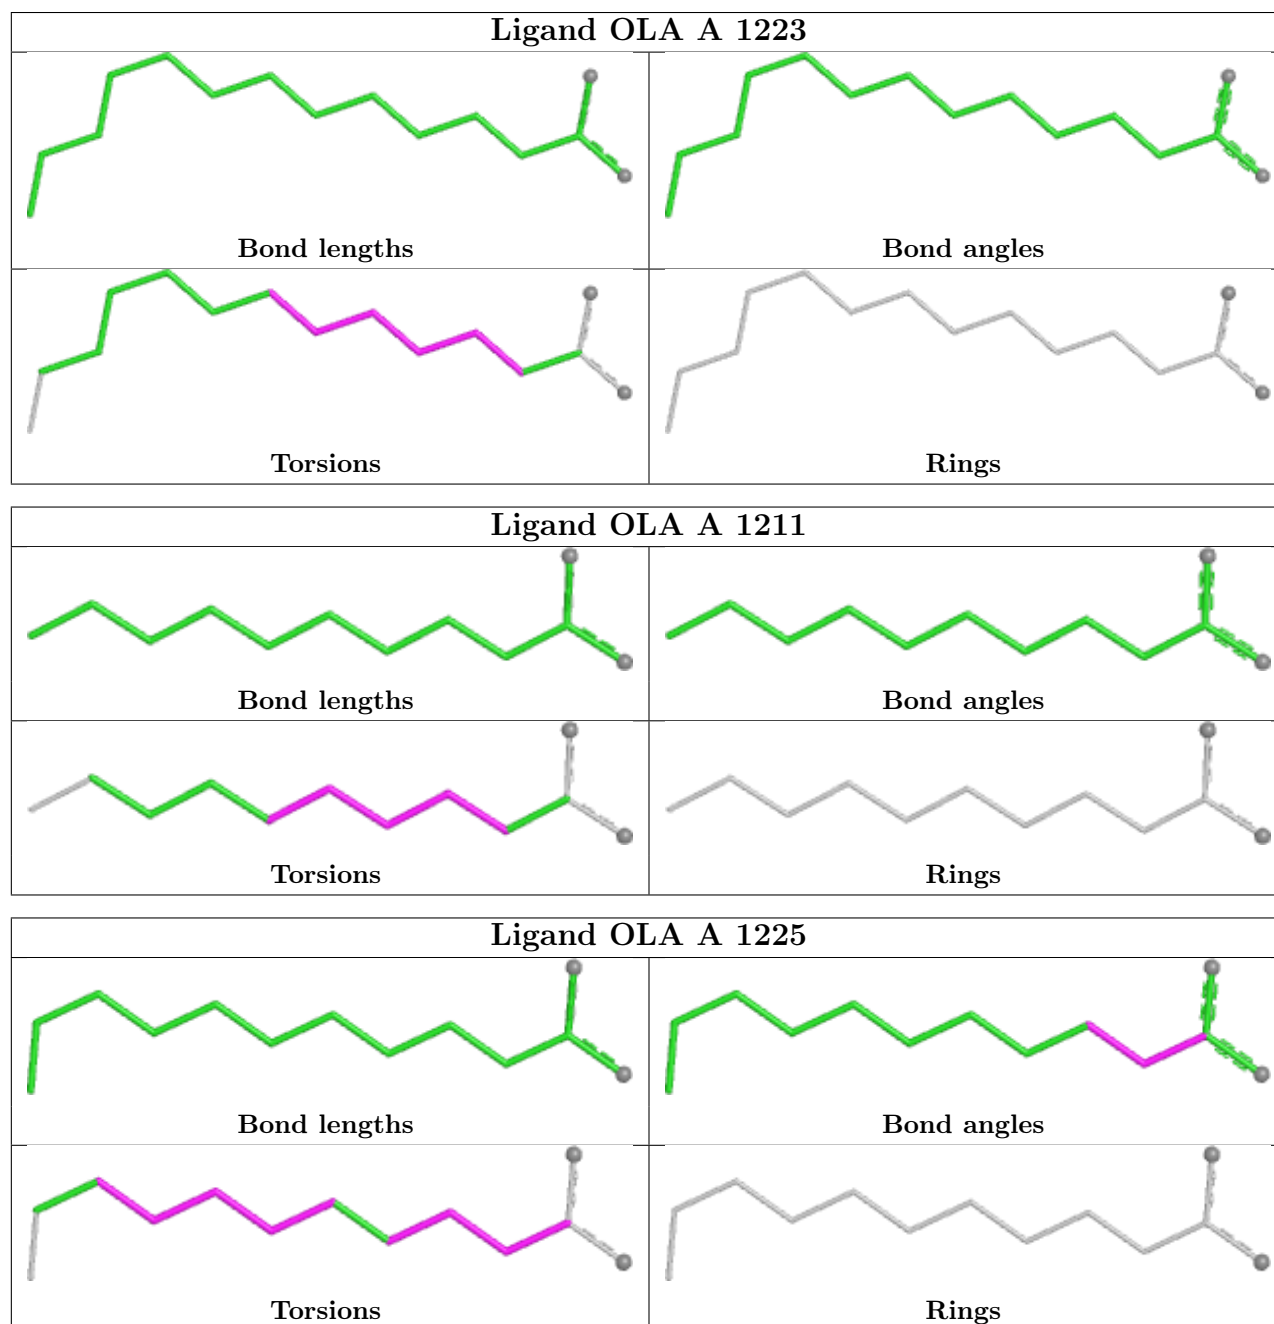 Ligand OLA A 1223
Bond lengths
Bond angles
Torsions
Rings
Ligand OLA A 1211
Bond lengths
Bond angles
Torsions
Rings
Ligand OLA A 1225
Bond lengths
Bond angles
Torsions
Rings